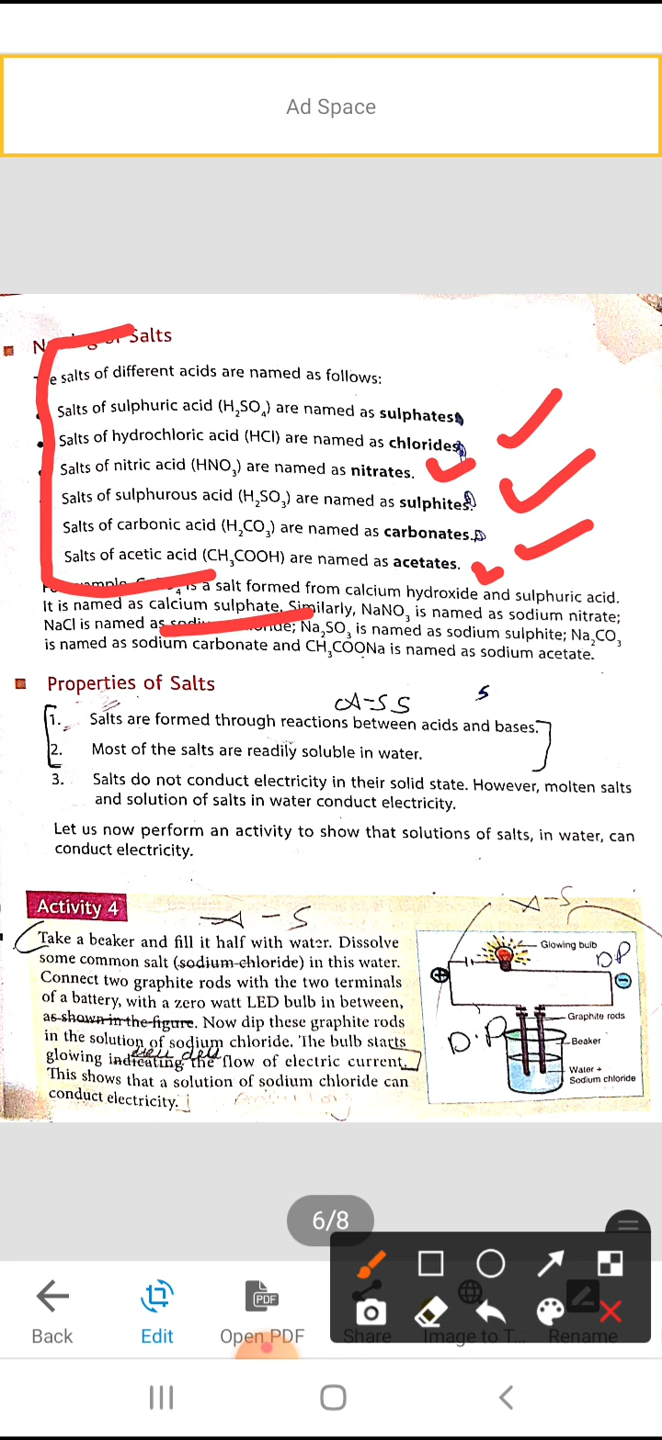 Ad Space
Salts
e salts of different acids are named as follows:
Salts of sulphuric acid (H₂SO₄) are named as sulphates
Salts of hydrochloric acid (HCl) are named as chlorides
Salts of nitric acid (HNO₃) are named as nitrates.
Salts of sulphurous acid (H₂SO₃) are named as sulphites.
Salts of carbonic acid (H₂CO₃) are named as carbonates.
Salts of acetic acid (CH₃COOH) are named as acetates.
₄ is a salt formed from calcium hydroxide and sulphuric acid.
It is named as calcium sulphate. Similarly, NaNO₃ is named as sodium nitrate;
NaCl is named as Na₂SO₃ is named as sodium sulphite; Na₂CO₃
is named as sodium carbonate and CH₃COONa is named as sodium acetate.
Properties of Salts
A-SS
S
1. Salts are formed through reactions between acids and bases.
2. Most of the salts are readily soluble in water.
3. Salts do not conduct electricity in their solid state. However, molten salts
and solution of salts in water conduct electricity.
Let us now perform an activity to show that solutions of salts, in water, can
conduct electricity.
Activity 4
A-S
A-S
Take a beaker and fill it half with water. Dissolve
some common salt (sodium chloride) in this water.
Connect two graphite rods with the two terminals
of a battery, with a zero watt LED bulb in between,
as shown in the figure. Now dip these graphite rods
in the solution of sodium chloride. The bulb starts
glowing indicating the flow of electric current.
This shows that a solution of sodium chloride can
conduct electricity.
Glowing bulb
DP
+
−
Graphite rods
D.P
Beaker
Water +
Sodium chloride
6/8
Back
Edit
PDF
Open PDF
Share
Image to T...
Rename